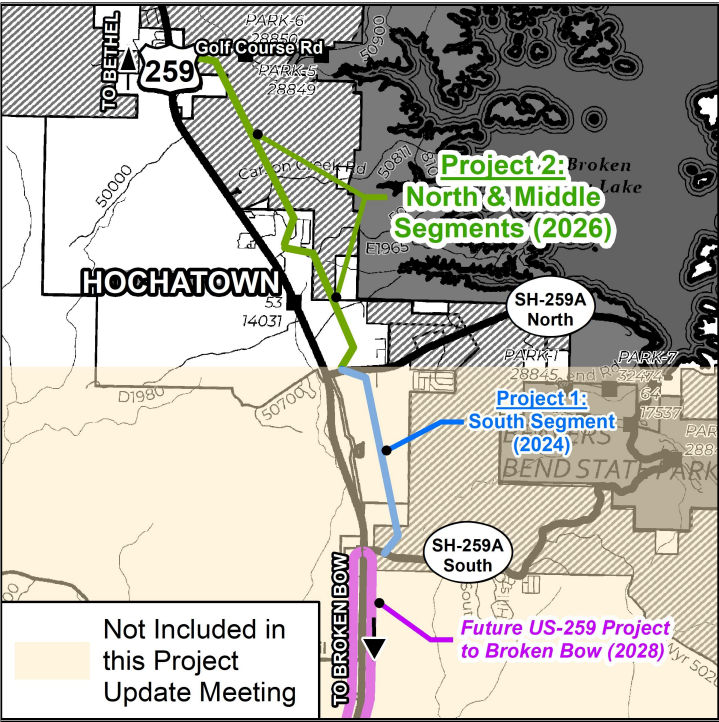 TO BETHEL
259
PARK-6
28850
Golf Course Rd
PARK-5
28849
50900
50000
Carson Creek Rd
50811
Project 2:
North & Middle
Segments (2026)
Broken
Lake
E1965
HOCHATOWN
53
14031
SH-259A
North
PARK-1
28845
PARK-7
32474
64
17537
D1980
50700
Project 1:
South Segment
(2024)
BEND STATE PARK
SH-259A
South
TO BROKEN BOW
Future US-259 Project
to Broken Bow (2028)
Not Included in
this Project
Update Meeting